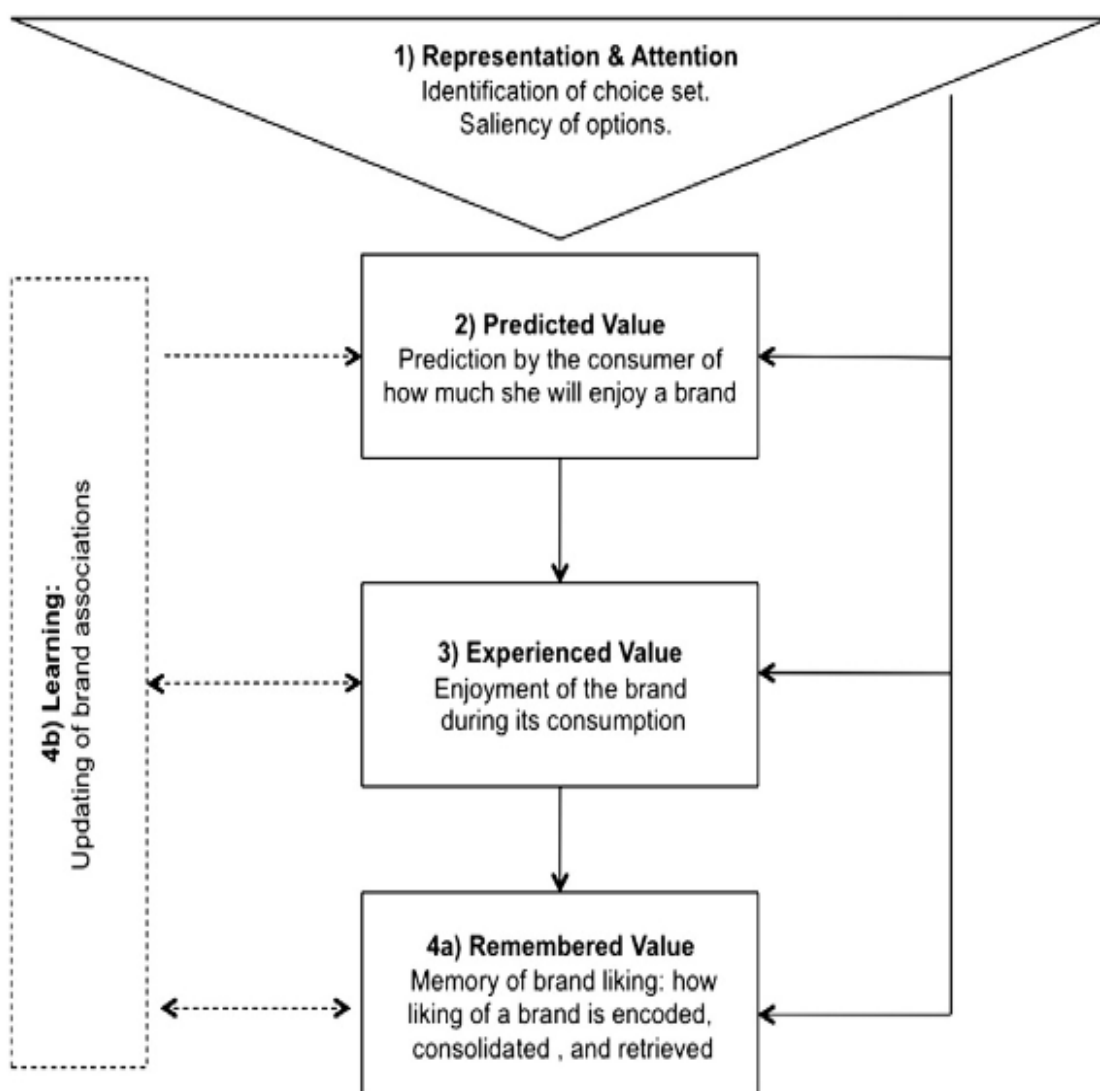 1) Representation & Attention
Identification of choice set.
Saliency of options.
2) Predicted Value
Prediction by the consumer of
how much she will enjoy a brand
3) Experienced Value
Enjoyment of the brand
during its consumption
4a) Remembered Value
Memory of brand liking: how
liking of a brand is encoded,
consolidated , and retrieved
4b) Learning:
Updating of brand associations